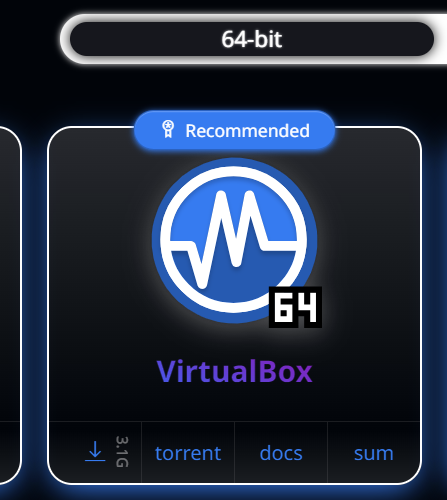 64-bit
Recommended
64
VirtualBox
3.1G
torrent
docs
sum